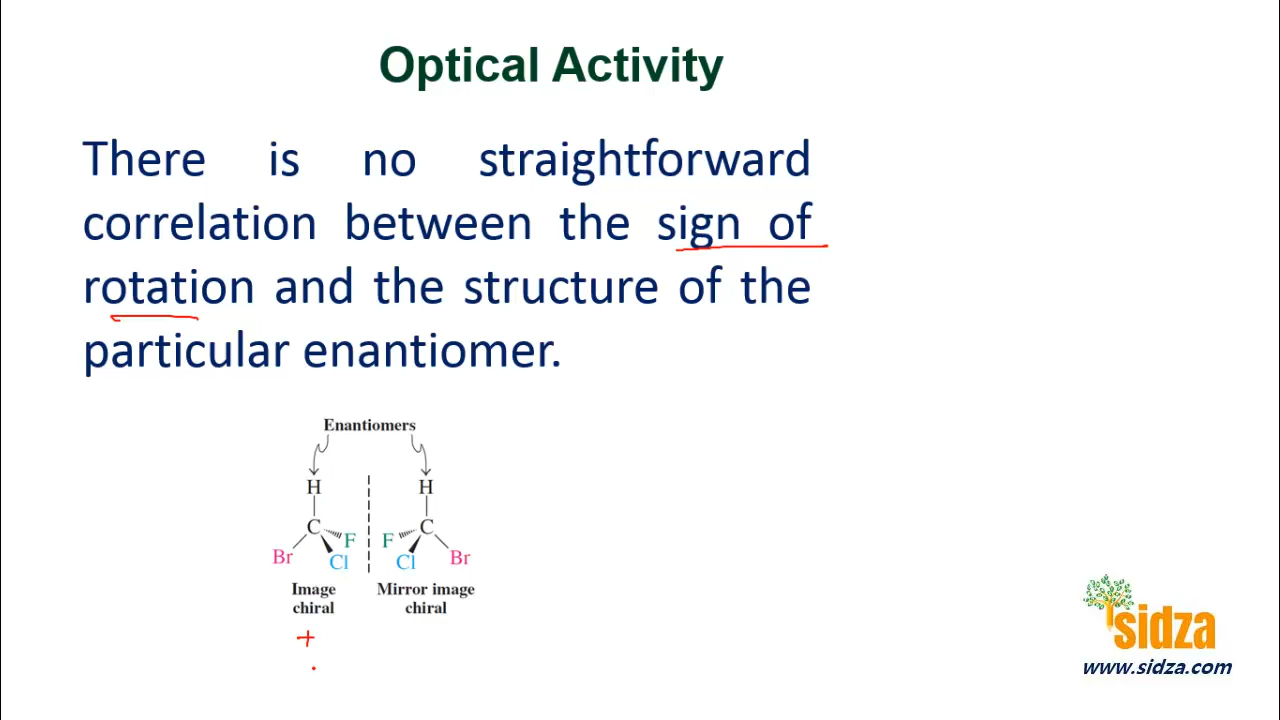 Optical Activity
There is no straightforward
correlation between the sign of
rotation and the structure of the
particular enantiomer.
Enantiomers
H H
C F F C
Br Cl Cl Br
Image Mirror image
chiral chiral
+
sidza
www.sidza.com